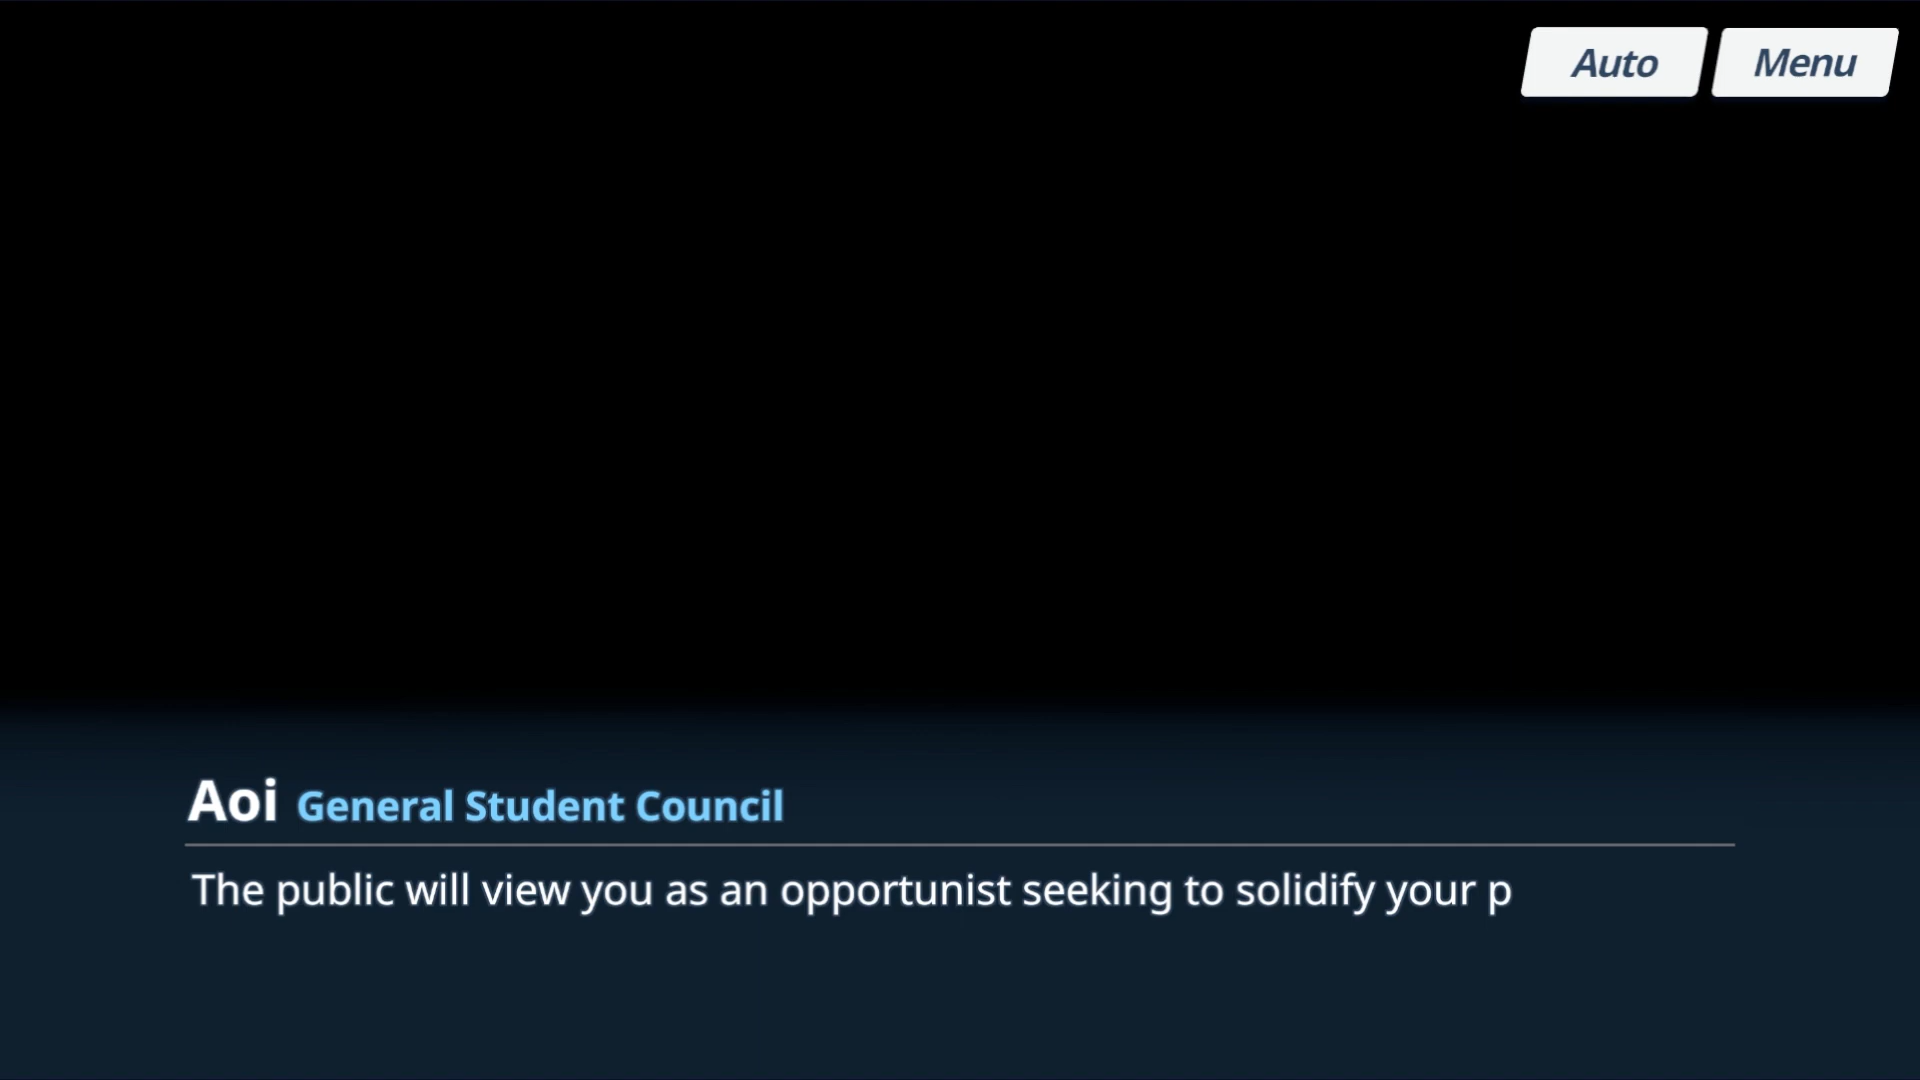 Auto Menu
Aoi General Student Council
The public will view you as an opportunist seeking to solidify your p